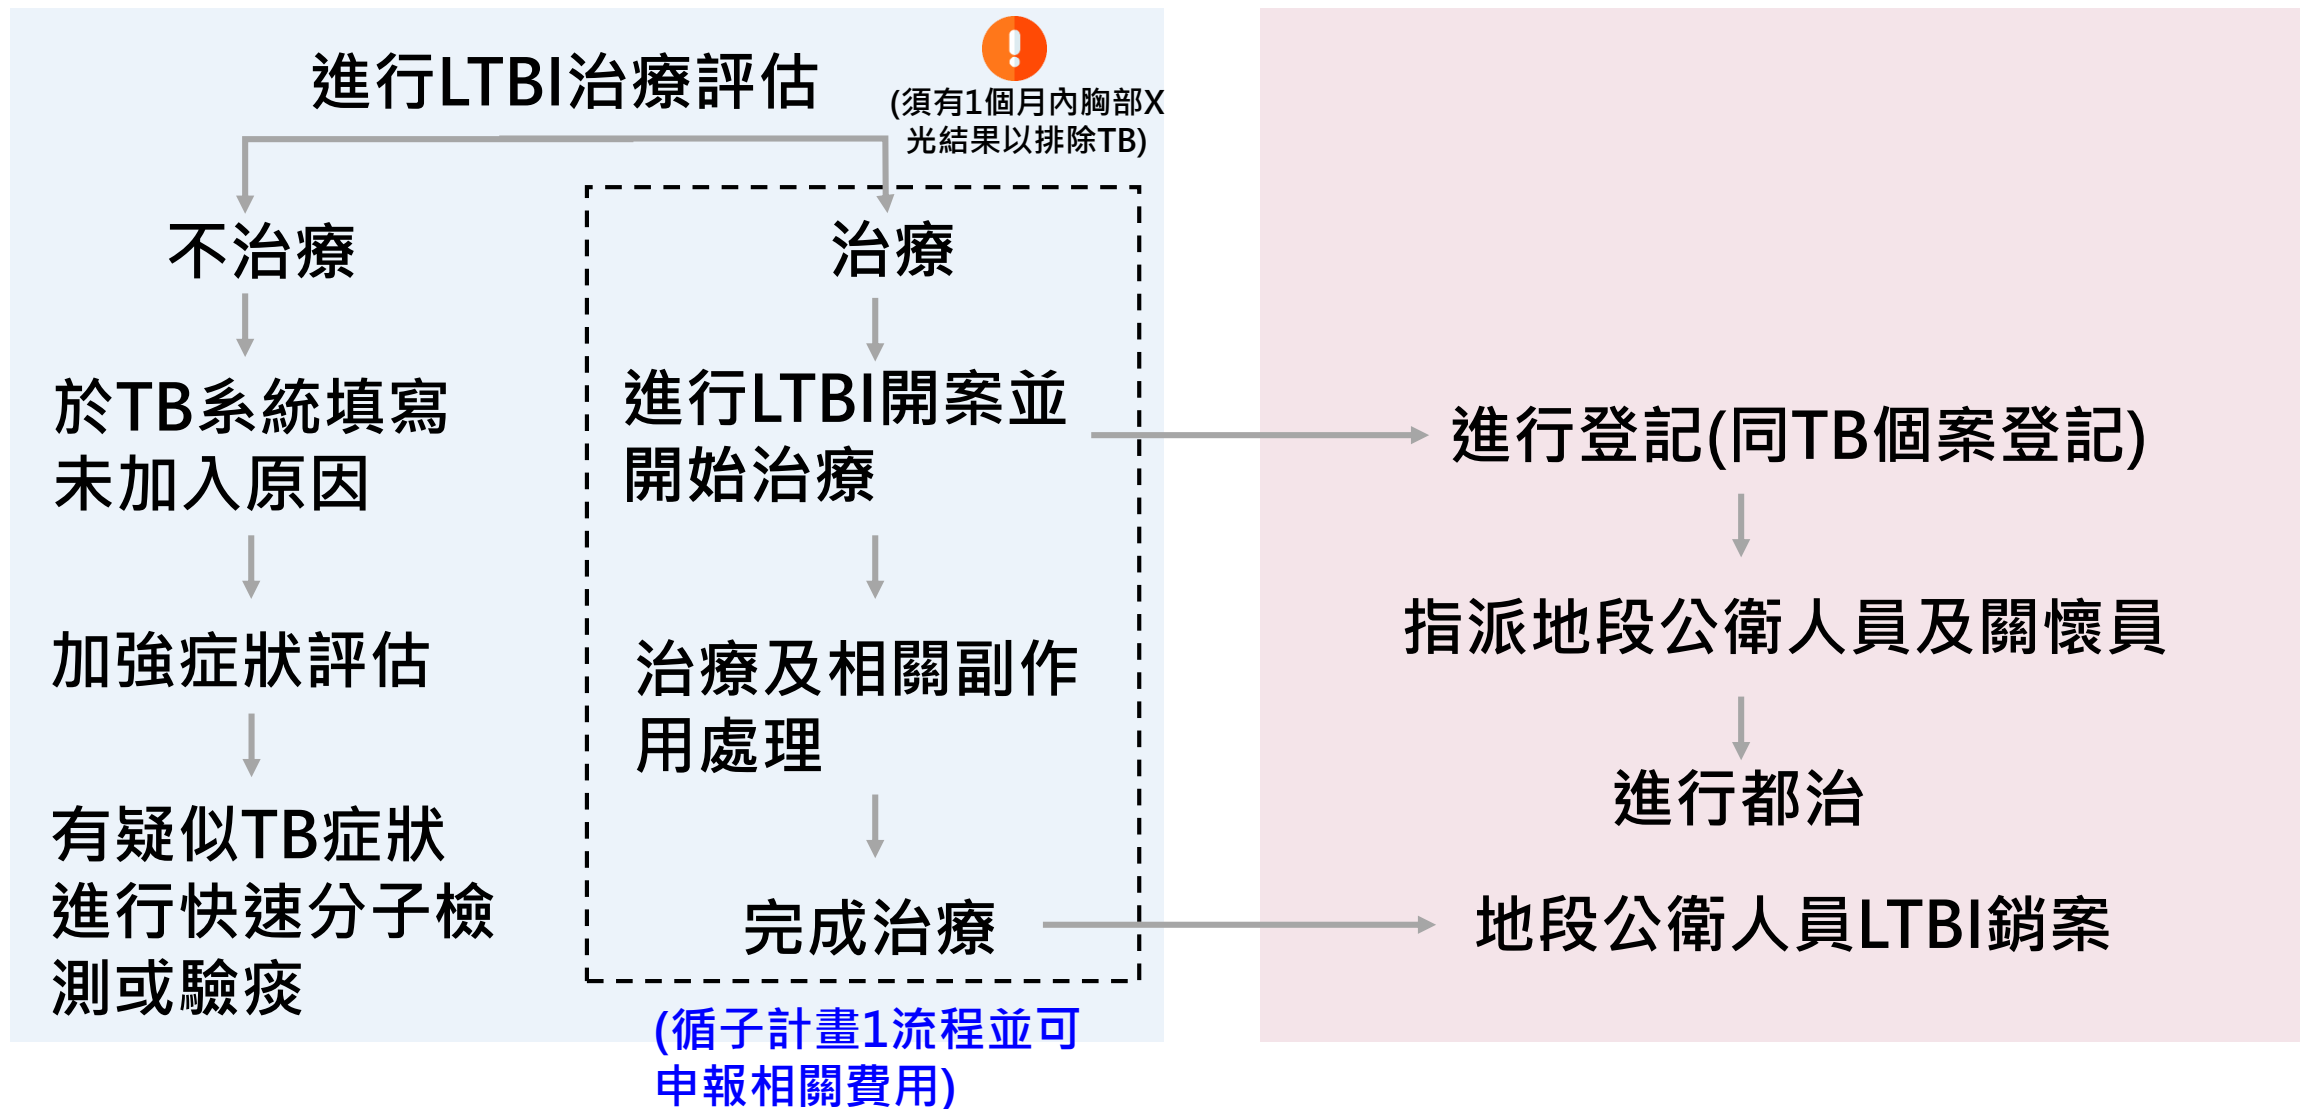 進行LTBI治療評估
(須有1個月內胸部X
光結果以排除TB)
不治療
於TB系統填寫
未加入原因
加強症狀評估
有疑似TB症狀
進行快速分子檢
測或驗痰
治療
進行LTBI開案並
開始治療
治療及相關副作
用處理
完成治療
(循子計畫1流程並可
申報相關費用)
進行登記(同TB個案登記)
指派地段公衛人員及關懷員
進行都治
地段公衛人員LTBI銷案